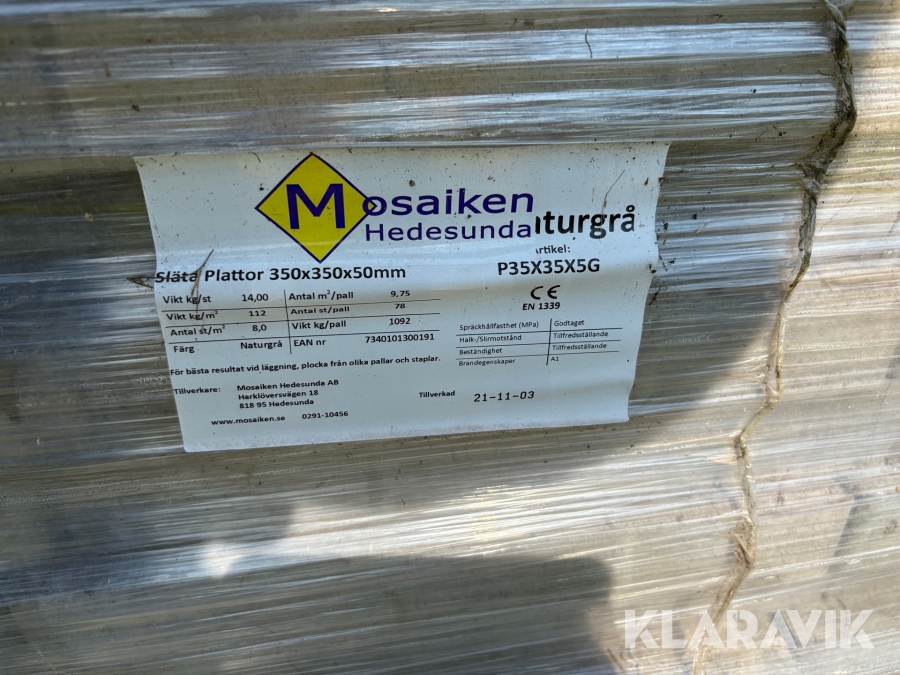 Mosaiken
Hedesunda
Släta Plattor 350x350x50mm
Vikt kg/st 14,00 Antal m²/pall 9,75
Vikt kg/m² 112 Antal st/pall 78
Antal st/m² 8,0 Vikt kg/pall 1092
Färg Naturgrå EAN nr 7340101300191
För bästa resultat vid läggning, plocka från olika pallar och staplar.
Tillverkare: Mosaiken Hedesunda AB
Harklöversvägen 18
818 95 Hedesunda
www.mosaiken.se 0291-10456
turgrå
rtikel:
P35X35X5G
CE
EN 1339
Spräckhållfasthet (MPa) Godtaget
Halk-/Slirmotstånd Tillfredsställande
Beständighet Tillfredsställande
Brandegenskaper A1
Tillverkad 21-11-03
KLARAVIK